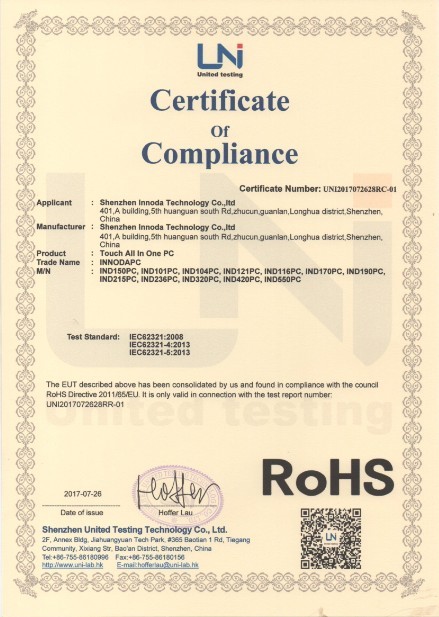 UNi
United testing
Certificate
Of
Compliance
Certificate Number: UNI2017072628RC-01
Applicant : Shenzhen Innoda Technology Co.,ltd
401,A building,5th huanguan south Rd,zhucun,guanlan,Longhua district,Shenzhen,
China
Manufacturer : Shenzhen Innoda Technology Co.,ltd
401,A building,5th huanguan south Rd,zhucun,guanlan,Longhua district,Shenzhen,
China
Product : Touch All In One PC
Trade Name : INNODAPC
M/N : IND150PC, IND101PC, IND104PC, IND121PC, IND116PC, IND170PC, IND190PC,
IND215PC, IND236PC, IND320PC, IND420PC, IND550PC
Test Standard: IEC62321:2008
IEC62321-4:2013
IEC62321-5:2013
The EUT described above has been consolidated by us and found in compliance with the council
RoHS Directive 2011/65/EU. It is only valid in connection with the test report number:
UNI2017072628RR-01
United testing
RoHS
2017-07-26
Date of issue
Hoffer
Hoffer Lau
Shenzhen United Testing Technology Co., Ltd.
2F, Annex Bldg, Jiahuangyuan Tech Park, #365 Baotian 1 Rd, Tiegang
Community, Xixiang Str, Bao'an District, Shenzhen, China
Tel:+86-755-86180996 Fax:+86-755-86180156
http://www.uni-lab.hk E-mail:hofferlau@uni-lab.hk
UNi